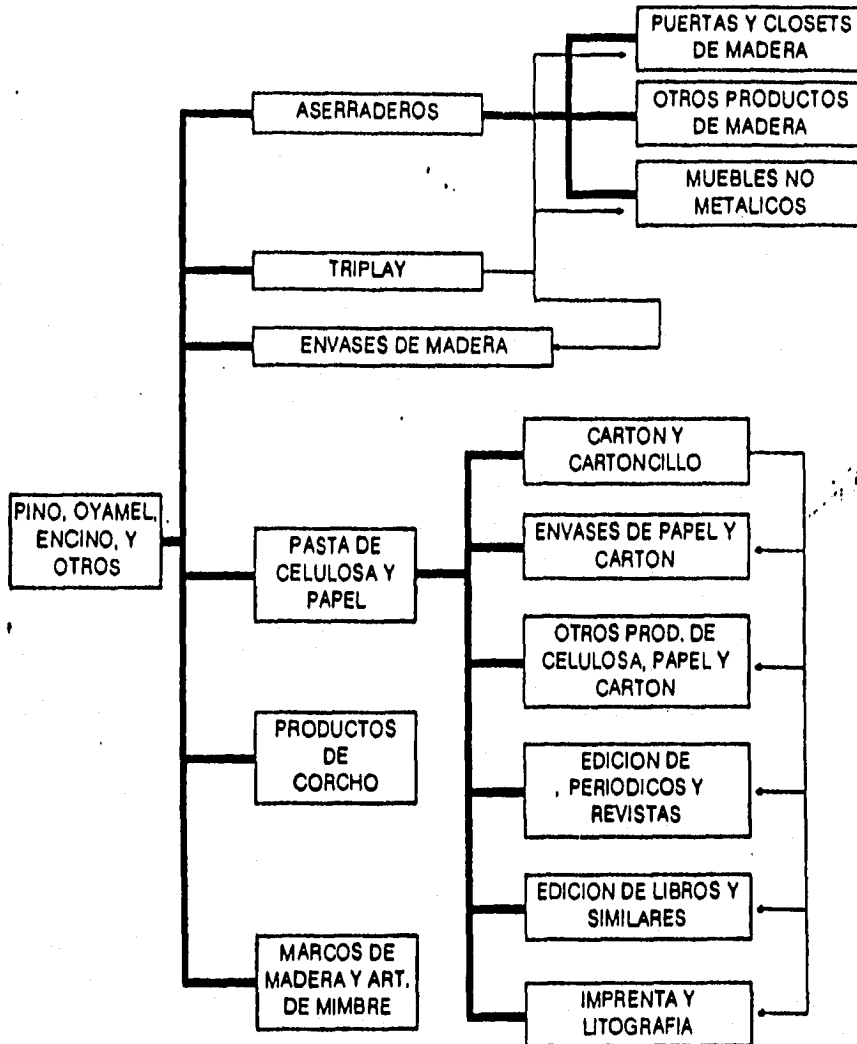 PUERTAS Y CLOSETS
DE MADERA
ASERRADEROS
OTROS PRODUCTOS
DE MADERA
MUEBLES NO
METALICOS
TRIPLAY
ENVASES DE MADERA
CARTON Y
CARTONCILLO
PINO, OYAMEL,
ENCINO, Y
OTROS
PASTA DE
CELULOSA Y
PAPEL
ENVASES DE PAPEL Y
CARTON
OTROS PROD. DE
CELULOSA, PAPEL Y
CARTON
PRODUCTOS
DE
CORCHO
EDICION DE
PERIODICOS Y
REVISTAS
EDICION DE LIBROS Y
SIMILARES
MARCOS DE
MADERA Y ART.
DE MIMBRE
IMPRENTA Y
LITOGRAFIA